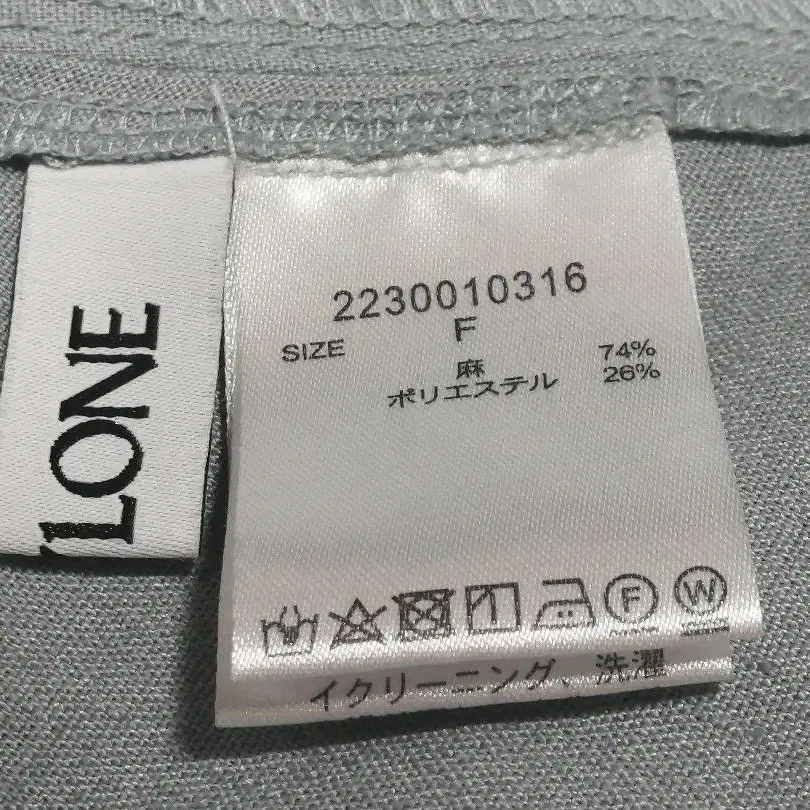 LONE
2230010316
SIZE F
麻 74%
ポリエステル 26%
F W
イクリーニング、洗濯